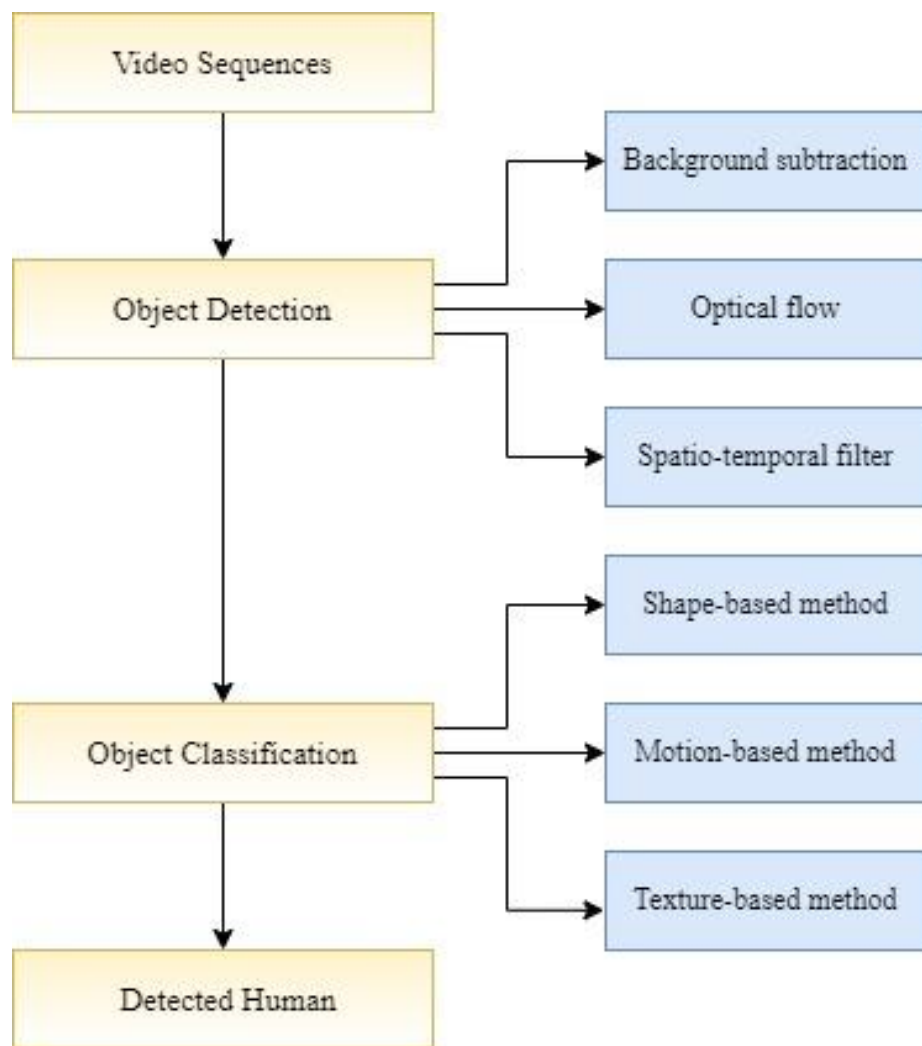 Video Sequences
Background subtraction
Object Detection
Optical flow
Spatio-temporal filter
Shape-based method
Object Classification
Motion-based method
Texture-based method
Detected Human